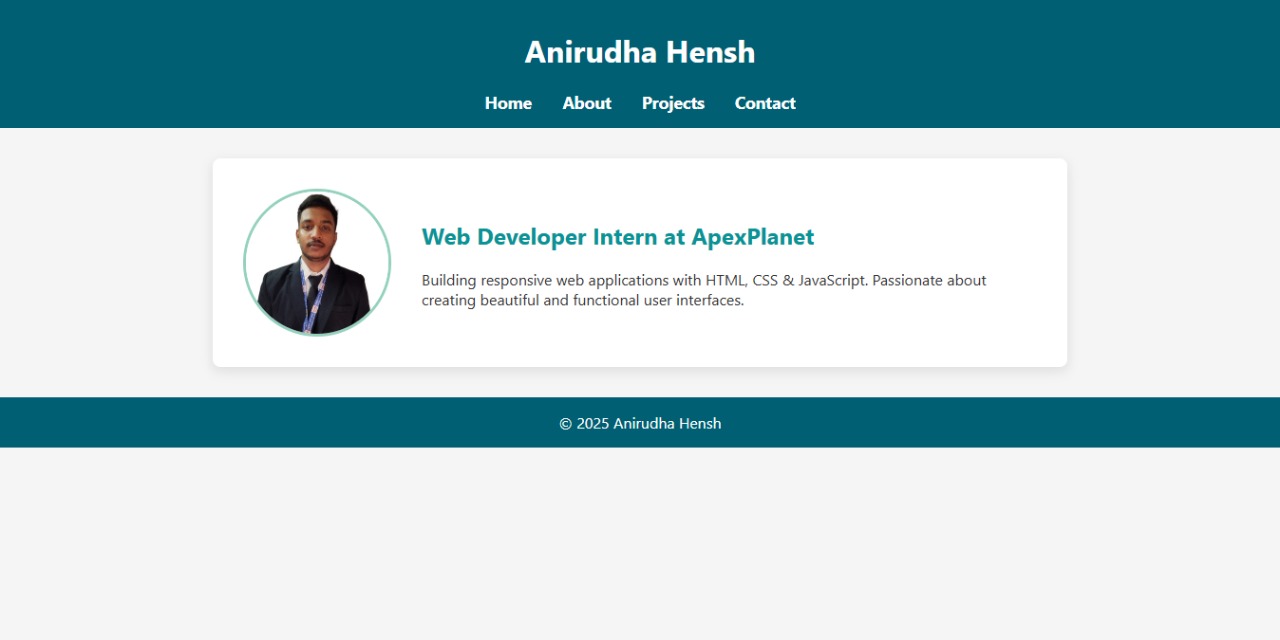 Anirudha Hensh
Home About Projects Contact
Web Developer Intern at ApexPlanet
Building responsive web applications with HTML, CSS & JavaScript. Passionate about
creating beautiful and functional user interfaces.
© 2025 Anirudha Hensh